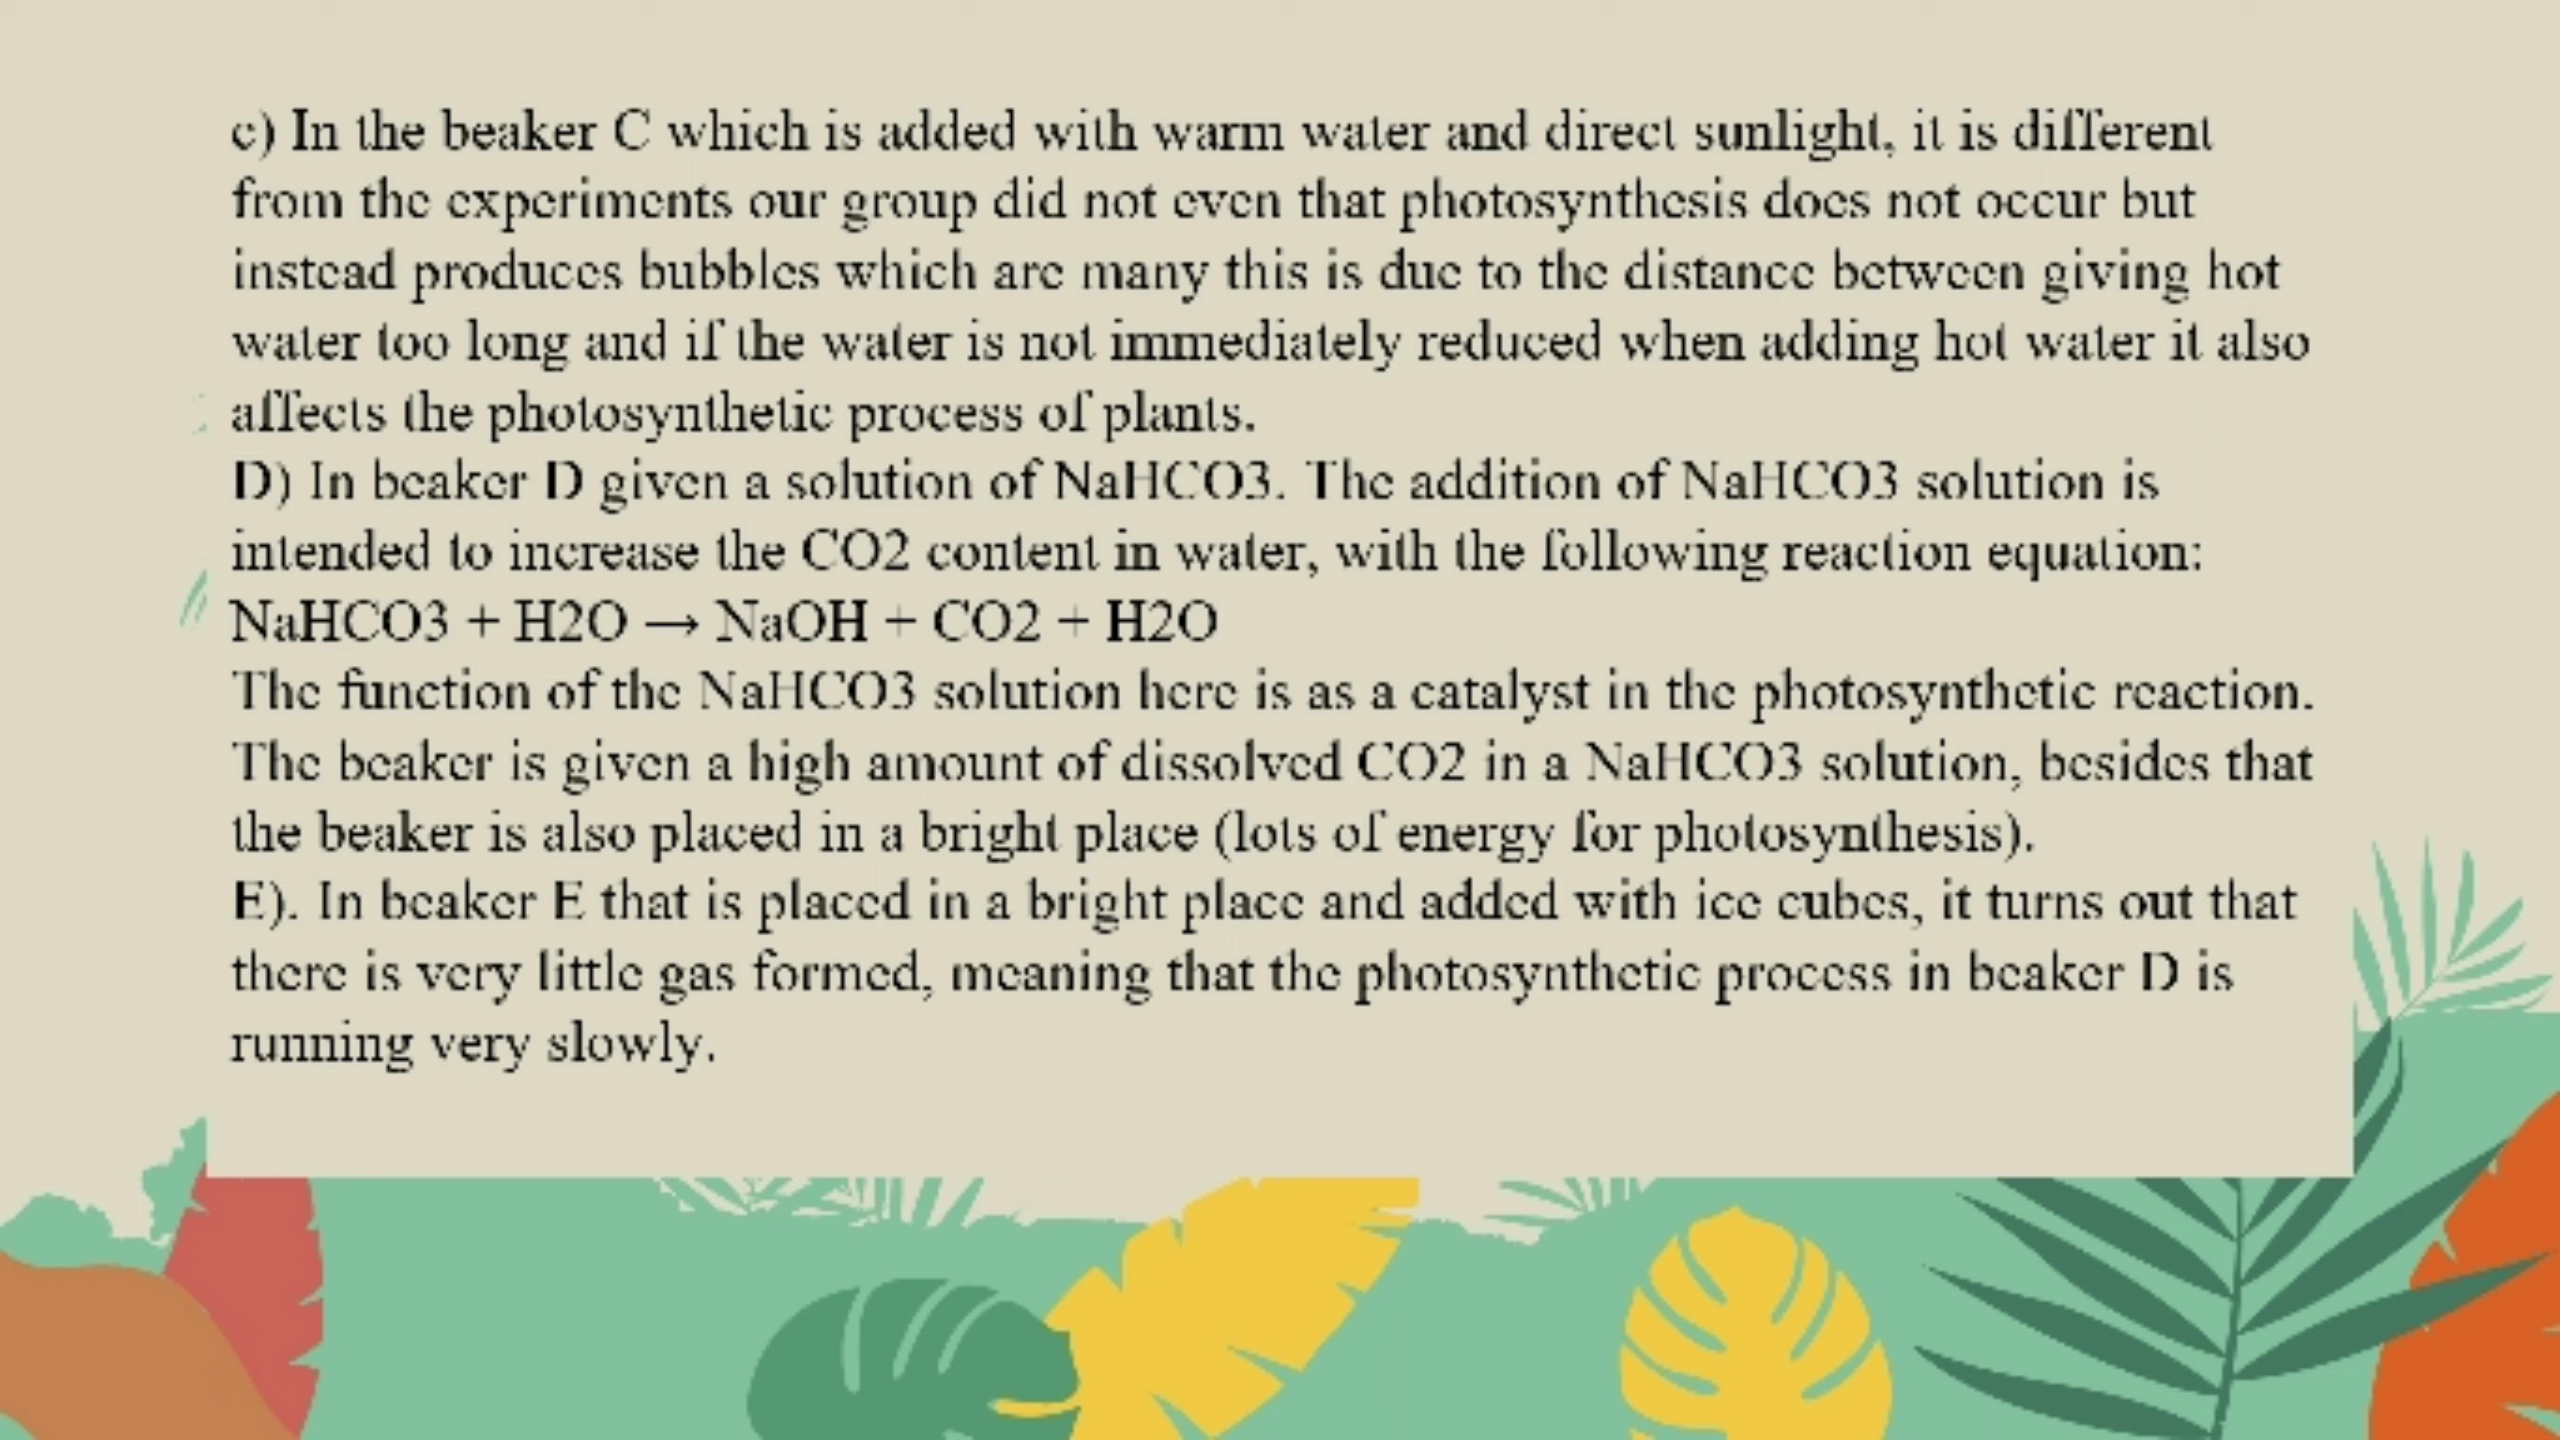 c) In the beaker C which is added with warm water and direct sunlight, it is different
from the experiments our group did not even that photosynthesis does not occur but
instead produces bubbles which are many this is due to the distance between giving hot
water too long and if the water is not immediately reduced when adding hot water it also
affects the photosynthetic process of plants.
D) In beaker D given a solution of NaHCO3. The addition of NaHCO3 solution is
intended to increase the CO2 content in water, with the following reaction equation:
NaHCO3 + H2O → NaOH + CO2 + H2O
The function of the NaHCO3 solution here is as a catalyst in the photosynthetic reaction.
The beaker is given a high amount of dissolved CO2 in a NaHCO3 solution, besides that
the beaker is also placed in a bright place (lots of energy for photosynthesis).
E). In beaker E that is placed in a bright place and added with ice cubes, it turns out that
there is very little gas formed, meaning that the photosynthetic process in beaker D is
running very slowly.